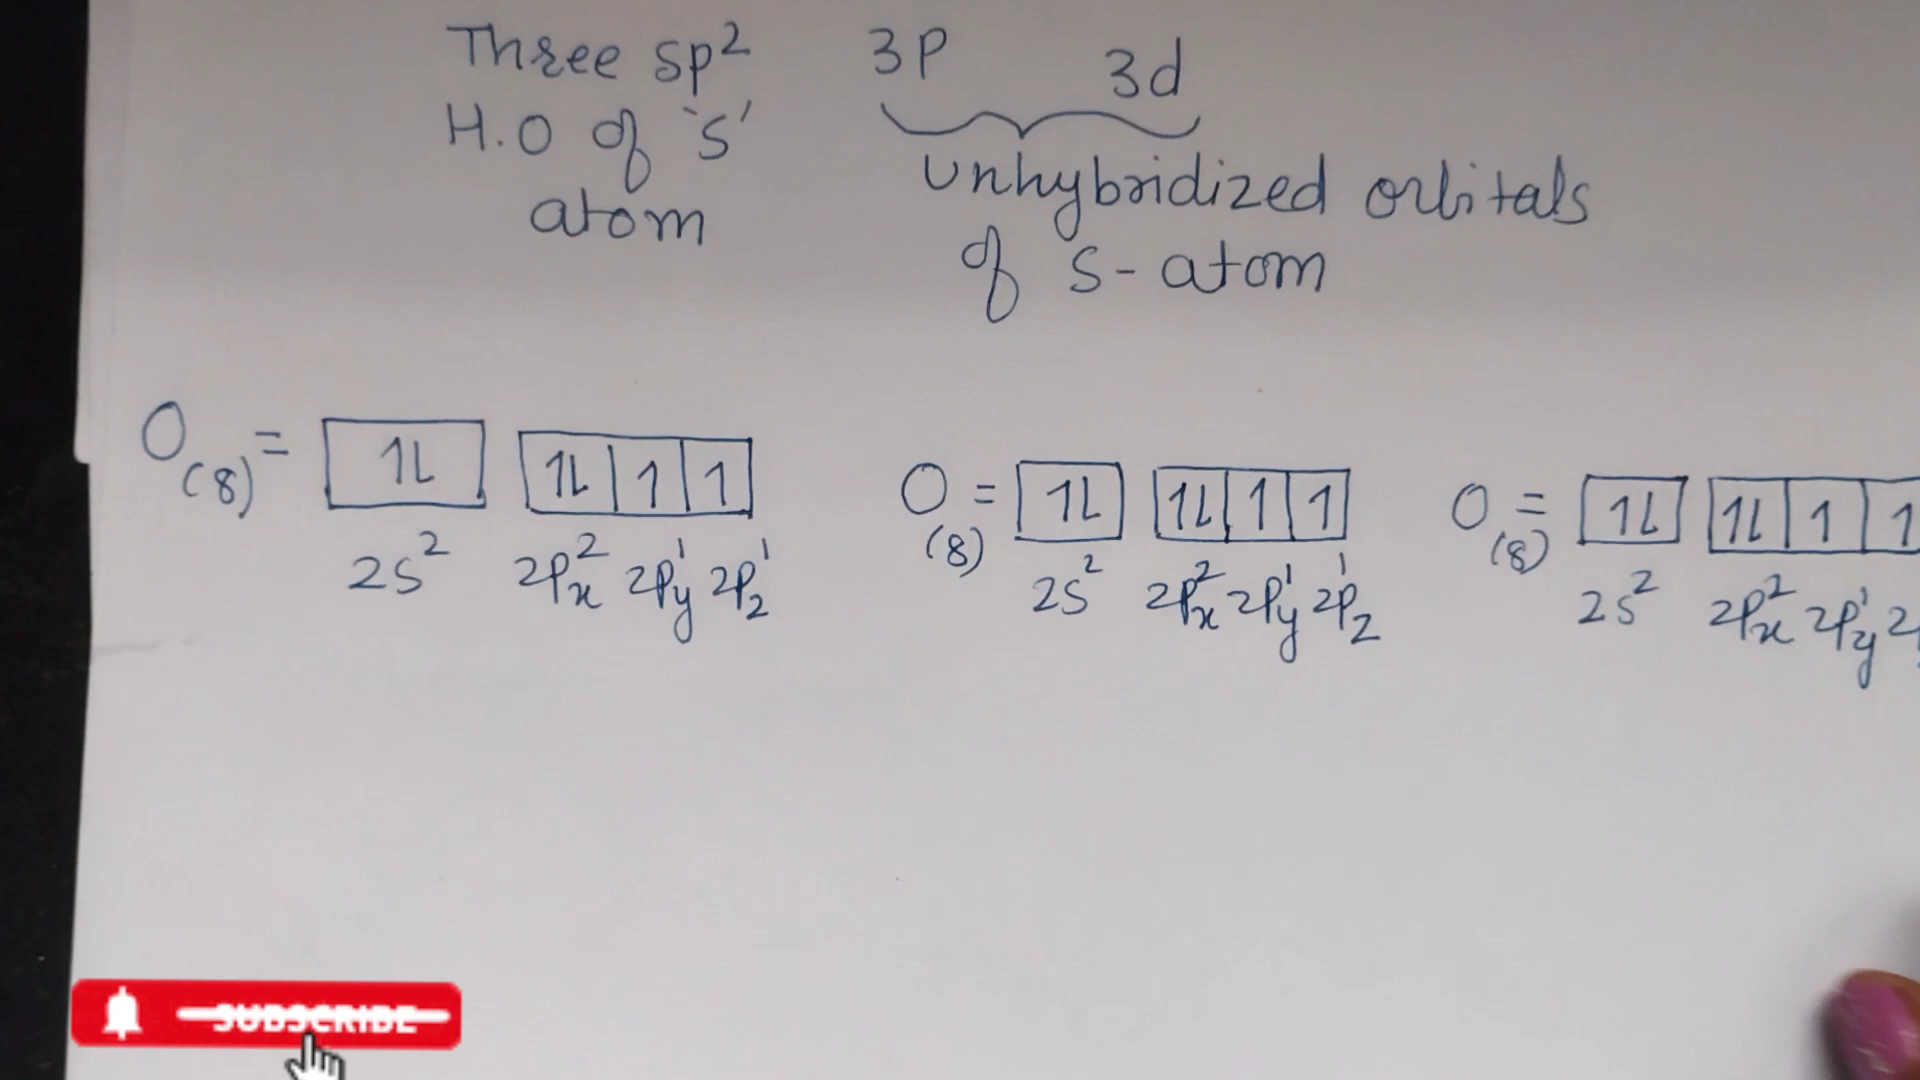 Three sp² 3p 3d
H.O of 's'
atom
unhybridized orbitals
of s-atom
O(8) = 1L 1L 1 1
2s² 2px² 2py¹ 2pz¹
O(8) = 1L 1L 1 1
2s² 2px² 2py¹ 2pz¹
O(8) = 1L 1L 1 1
2s² 2px² 2py¹
SUBSCRIBE